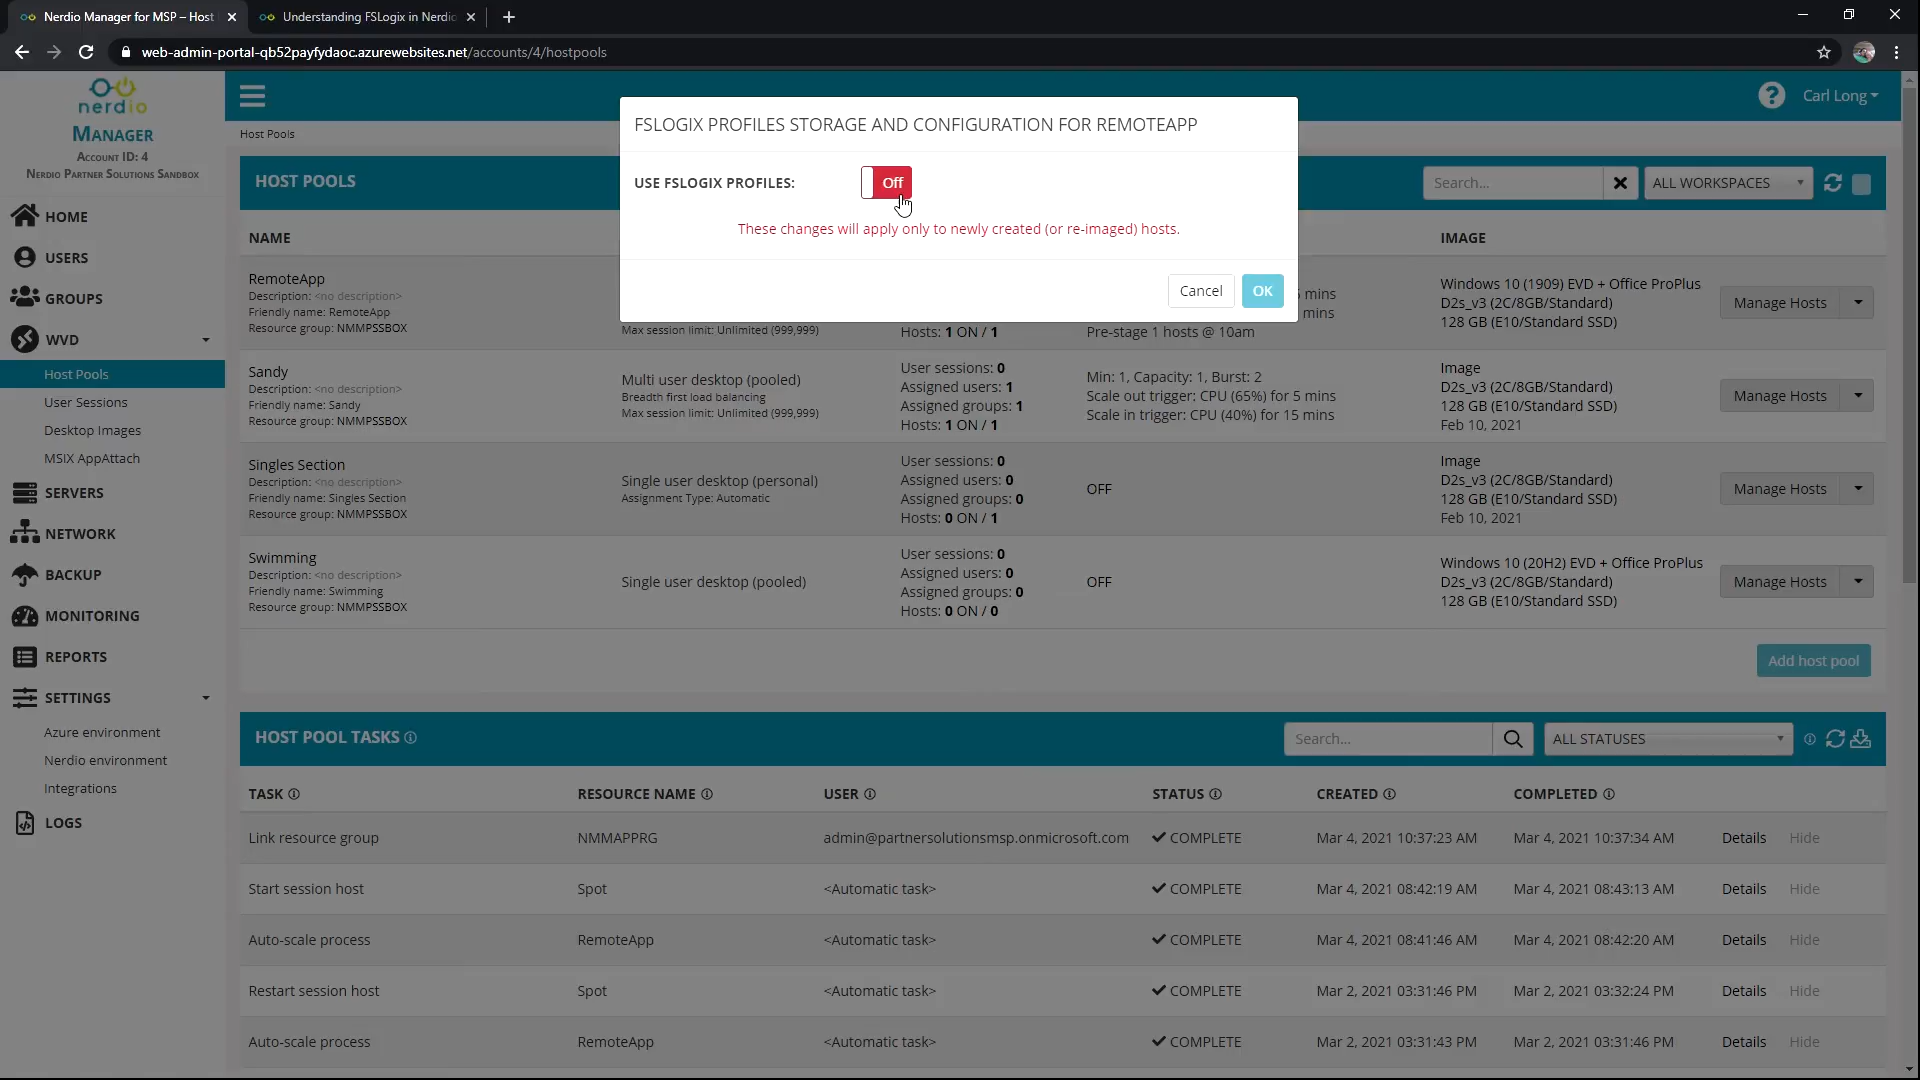 Nerdio Manager for MSP – Host
Understanding FSLogix in Nerdio
web-admin-portal-qb52payfydaoc.azurewebsites.net/accounts/4/hostpools
nerdio
MANAGER
ACCOUNT ID: 4
NERDIO PARTNER SOLUTIONS SANDBOX
HOME
USERS
GROUPS
WVD
Host Pools
User Sessions
Desktop Images
MSIX AppAttach
SERVERS
NETWORK
BACKUP
MONITORING
REPORTS
SETTINGS
Azure environment
Nerdio environment
Integrations
LOGS
? Carl Long
Host Pools
FSLOGIX PROFILES STORAGE AND CONFIGURATION FOR REMOTEAPP
USE FSLOGIX PROFILES: Off
These changes will apply only to newly created (or re-imaged) hosts.
Cancel OK
HOST POOLS Search... ALL WORKSPACES
NAME IMAGE
RemoteApp
Description: <no description>
Friendly name: RemoteApp
Resource group: NMMPSSBOX
Max session limit: Unlimited (999,999)
Hosts: 1 ON / 1
5 mins
mins
Pre-stage 1 hosts @ 10am
Windows 10 (1909) EVD + Office ProPlus
D2s_v3 (2C/8GB/Standard)
128 GB (E10/Standard SSD)
Manage Hosts
Sandy
Description: <no description>
Friendly name: Sandy
Resource group: NMMPSSBOX
Multi user desktop (pooled)
Breadth first load balancing
Max session limit: Unlimited (999,999)
User sessions: 0
Assigned users: 1
Assigned groups: 1
Hosts: 1 ON / 1
Min: 1, Capacity: 1, Burst: 2
Scale out trigger: CPU (65%) for 5 mins
Scale in trigger: CPU (40%) for 15 mins
Image
D2s_v3 (2C/8GB/Standard)
128 GB (E10/Standard SSD)
Feb 10, 2021
Manage Hosts
Singles Section
Description: <no description>
Friendly name: Singles Section
Resource group: NMMPSSBOX
Single user desktop (personal)
Assignment Type: Automatic
User sessions: 0
Assigned users: 0
Assigned groups: 0
Hosts: 0 ON / 1
OFF
Image
D2s_v3 (2C/8GB/Standard)
128 GB (E10/Standard SSD)
Feb 10, 2021
Manage Hosts
Swimming
Description: <no description>
Friendly name: Swimming
Resource group: NMMPSSBOX
Single user desktop (pooled)
User sessions: 0
Assigned users: 0
Assigned groups: 0
Hosts: 0 ON / 0
OFF
Windows 10 (20H2) EVD + Office ProPlus
D2s_v3 (2C/8GB/Standard)
128 GB (E10/Standard SSD)
Manage Hosts
Add host pool
HOST POOL TASKS Search... ALL STATUSES
TASK RESOURCE NAME USER STATUS CREATED COMPLETED
Link resource group NMMAPPRG admin@partnersolutionsmsp.onmicrosoft.com COMPLETE Mar 4, 2021 10:37:23 AM Mar 4, 2021 10:37:34 AM Details Hide
Start session host Spot <Automatic task> COMPLETE Mar 4, 2021 08:42:19 AM Mar 4, 2021 08:43:13 AM Details Hide
Auto-scale process RemoteApp <Automatic task> COMPLETE Mar 4, 2021 08:41:46 AM Mar 4, 2021 08:42:20 AM Details Hide
Restart session host Spot <Automatic task> COMPLETE Mar 2, 2021 03:31:46 PM Mar 2, 2021 03:32:24 PM Details Hide
Auto-scale process RemoteApp <Automatic task> COMPLETE Mar 2, 2021 03:31:43 PM Mar 2, 2021 03:31:46 PM Details Hide